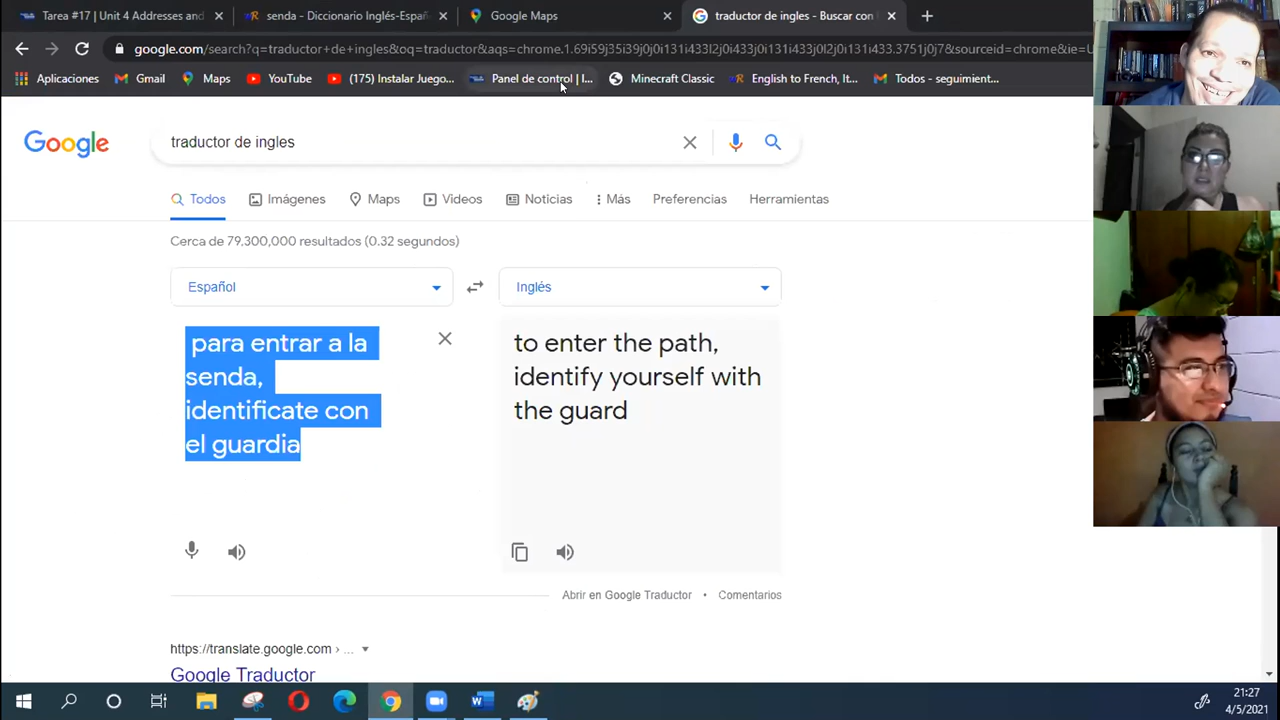 Tarea #17 | Unit 4 Addresses and
senda - Diccionario Inglés-Españ
Google Maps
traductor de ingles - Buscar con
google.com/search?q=traductor+de+ingles&oq=traductor&aqs=chrome.1.69i59j35i39j0j0i131i433l2j0i433j0i131i433j0l2j0i131i433.3751j0j7&sourceid=chrome&ie=U
Aplicaciones
Gmail
Maps
YouTube
(175) Instalar Juego...
Panel de control | I...
Minecraft Classic
English to French, It...
Todos - seguimient...
Google
traductor de ingles
Todos
Imágenes
Maps
Videos
Noticias
Más
Preferencias
Herramientas
Cerca de 79.300,000 resultados (0.32 segundos)
Español
Inglés
para entrar a la
senda,
identificate con
el guardia
to enter the path,
identify yourself with
the guard
Abrir en Google Traductor • Comentarios
https://translate.google.com › ...
Google Traductor
21:27
4/5/2021